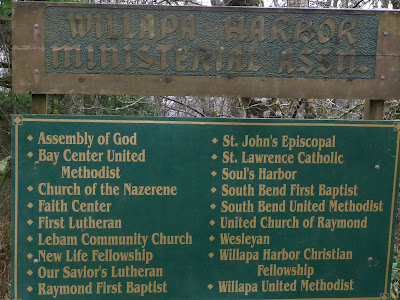 WILLAPA HARBOR
MINISTERIAL ASSN.
Assembly of God
Bay Center United
Methodist
Church of the Nazerene
Faith Center
First Lutheran
Lebam Community Church
New Life Fellowship
Our Savior's Lutheran
Raymond First Baptist
St. John's Episcopal
St. Lawrence Catholic
Soul's Harbor
South Bend First Baptist
South Bend United Methodist
United Church of Raymond
Wesleyan
Willapa Harbor Christian
Fellowship
Willapa United Methodist